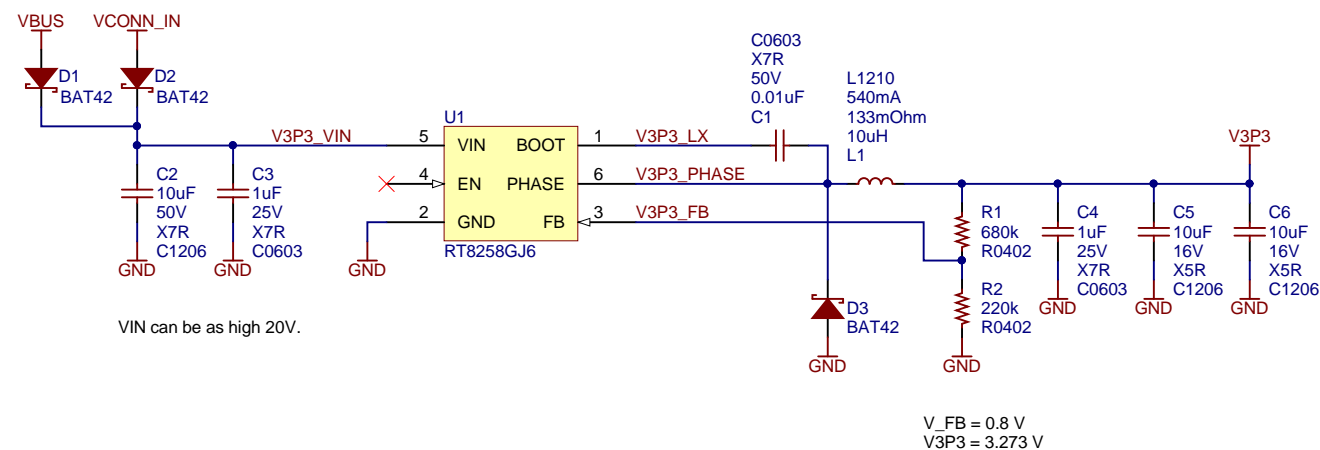 VBUS
VCONN_IN
D1
BAT42
D2
BAT42
V3P3_VIN
C2
10uF
50V
X7R
C1206
GND
C3
1uF
25V
X7R
C0603
GND
GND
U1
5
VIN
BOOT
1
4
EN
PHASE
6
2
GND
FB
3
RT8258GJ6
V3P3_LX
V3P3_PHASE
V3P3_FB
C0603
X7R
50V
0.01uF
C1
L1210
540mA
133mOhm
10uH
L1
D3
BAT42
GND
R1
680k
R0402
R2
220k
R0402
GND
C4
1uF
25V
X7R
C0603
GND
C5
10uF
16V
X5R
C1206
GND
V3P3
C6
10uF
16V
X5R
C1206
GND
VIN can be as high 20V.
V_FB = 0.8 V
V3P3 = 3.273 V